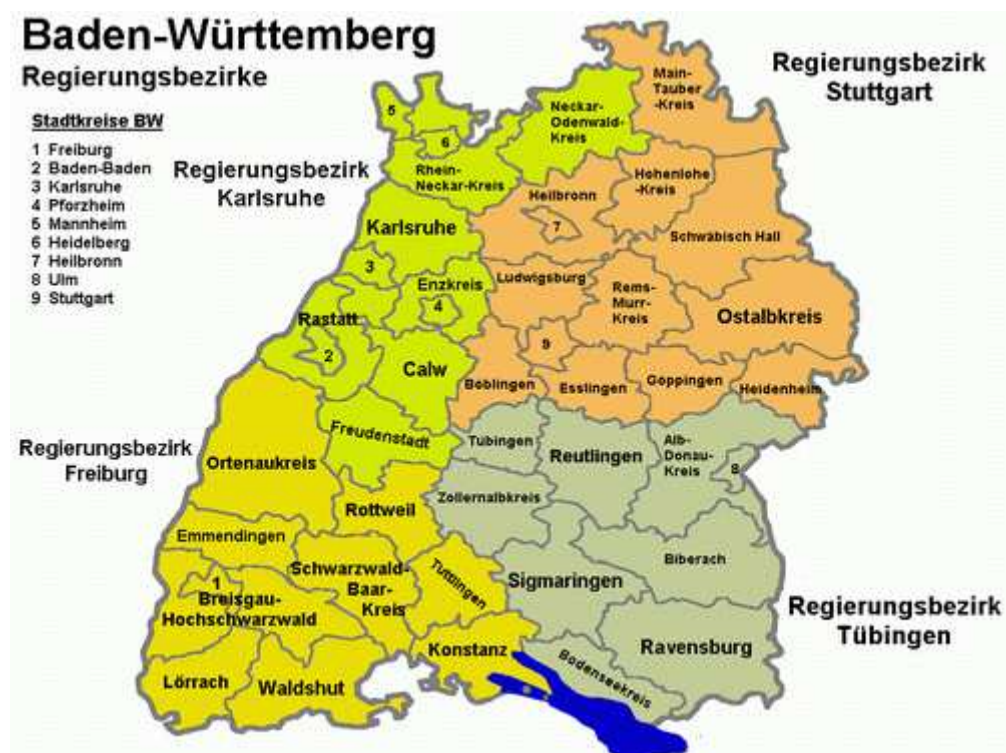 Baden-Württemberg
Regierungsbezirke
Stadtkreise BW
1 Freiburg
2 Baden-Baden
3 Karlsruhe
4 Pforzheim
5 Mannheim
6 Heidelberg
7 Heilbronn
8 Ulm
9 Stuttgart
Regierungsbezirk
Karlsruhe
Regierungsbezirk
Stuttgart
Regierungsbezirk
Freiburg
Regierungsbezirk
Tübingen
5
6
Rhein-
Neckar-Kreis
Neckar-
Odenwald-
Kreis
Main-
Tauber
-Kreis
Karlsruhe
3
Enzkreis
4
Rastatt
2
Calw
Freudenstadt
Heilbronn
7
Hohenlohe
-Kreis
Schwäbisch Hall
Ludwigsburg
Rems-
Murr-
Kreis
Ostalbkreis
9
Böblingen
Esslingen
Göppingen
Heidenheim
Ortenaukreis
Rottweil
Emmendingen
1
Breisgau-
Hochschwarzwald
Schwarzwald-
Baar-
Kreis
Tuttlingen
Konstanz
Lörrach
Waldshut
Tübingen
Reutlingen
Alb-
Donau-
Kreis
8
Zollernalbkreis
Biberach
Sigmaringen
Ravensburg
Bodenseekreis